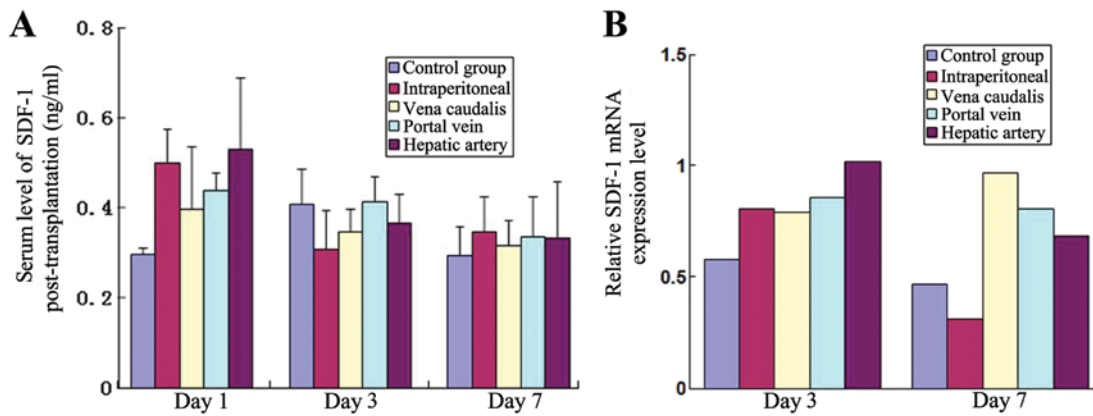 A
Serum level of SDF-1
post-transplantation (ng/ml)
0. 8
0. 6
0. 4
0. 2
0
Control group
Intraperitoneal
Vena caudalis
Portal vein
Hepatic artery
Day 1
Day 3
Day 7
B
Relative SDF-1 mRNA
expression level
1.5
1
0.5
0
Control group
Intraperitoneal
Vena caudalis
Portal vein
Hepatic artery
Day 3
Day 7